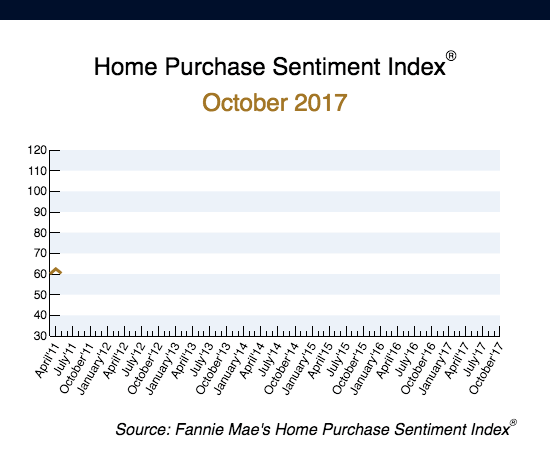 Home Purchase Sentiment Index®
October 2017
120
110
100
90
80
70
60
50
40
30
April'11
July'11
October'11
January'12
April'12
July'12
October'12
January'13
April'13
July'13
October'13
January'14
April'14
July'14
October'14
January'15
April'15
July'15
October'15
January'16
April'16
July'16
October'16
January'17
April'17
July'17
October'17
Source: Fannie Mae's Home Purchase Sentiment Index®